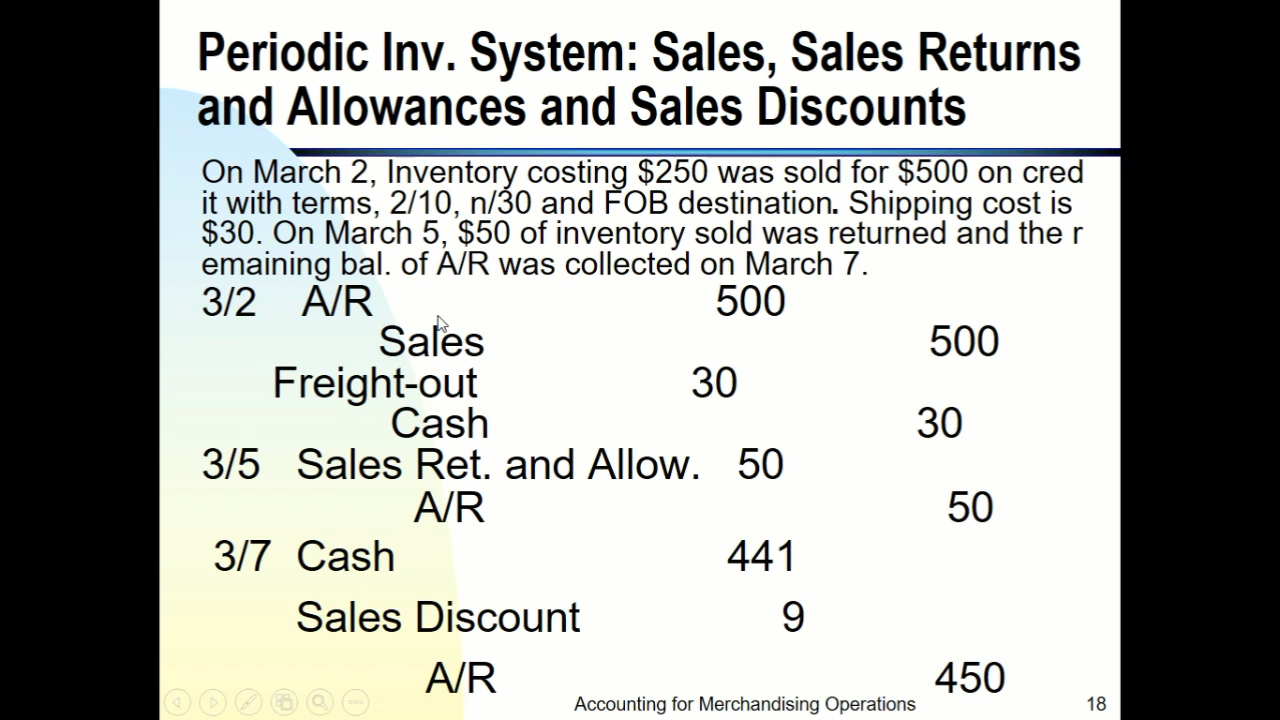 Periodic Inv. System: Sales, Sales Returns
and Allowances and Sales Discounts
On March 2, Inventory costing $250 was sold for $500 on cred
it with terms, 2/10, n/30 and FOB destination. Shipping cost is
$30. On March 5, $50 of inventory sold was returned and the r
emaining bal. of A/R was collected on March 7.
3/2 A/R 500
Sales 500
Freight-out 30
Cash 30
3/5 Sales Ret. and Allow. 50
A/R 50
3/7 Cash 441
Sales Discount 9
A/R 450
Accounting for Merchandising Operations 18